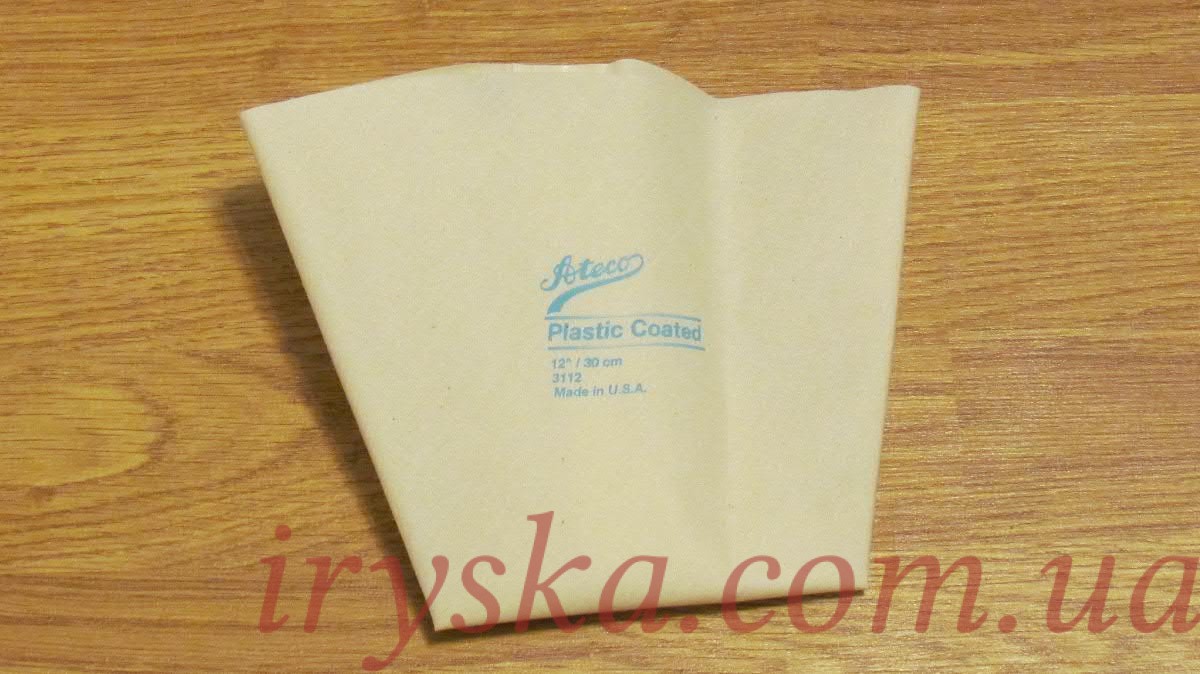 Ateco
Plastic Coated
12" / 30 cm
3112
Made in U.S.A.
iryska.com.ua